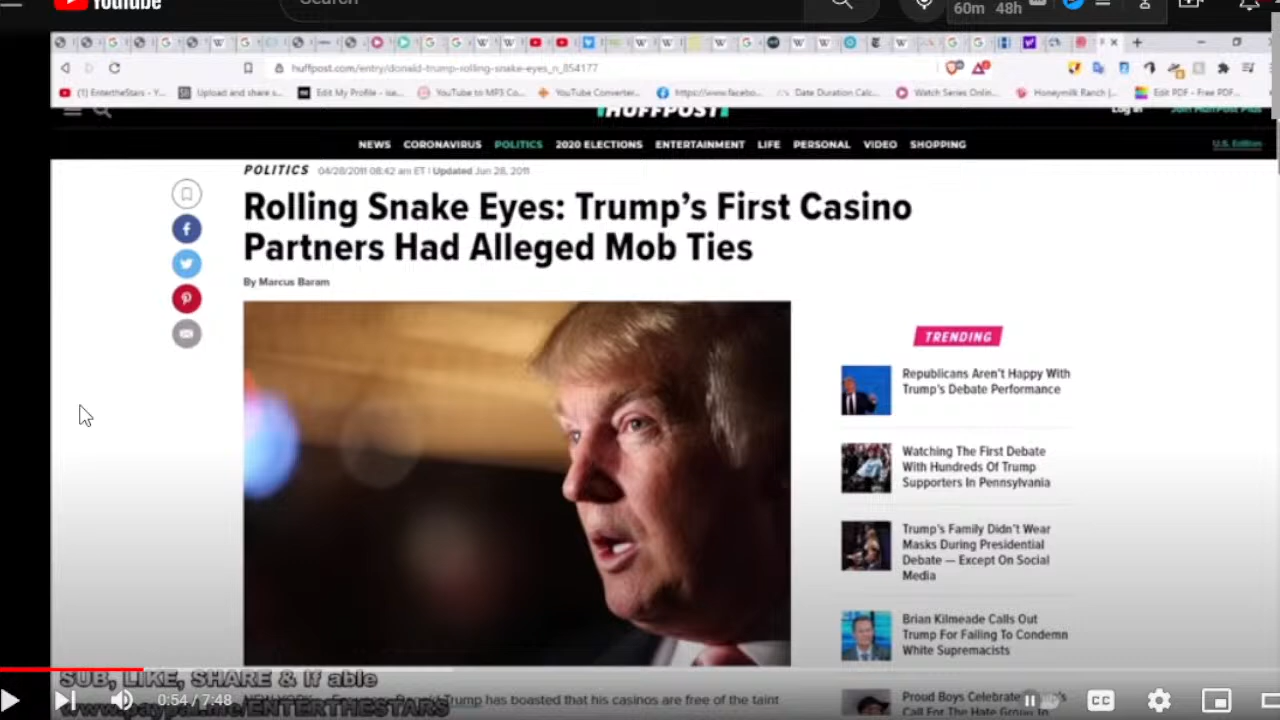 YouTube
Search
60m 48h
huffpost.com/entry/donald-trump-rolling-snake-eyes_n_854177
(1) EntertheStars - Y... Upload and share s... Edit My Profile - YouTube to MP3 Co... YouTube Converter... https://www.facebo... Date Duration Calc... Watch Series Onlin... Honeymilk Ranch (... Edit PDF - Free PDF...
HUFFPOST
Log In Join HuffPost Plus
NEWS CORONAVIRUS POLITICS 2020 ELECTIONS ENTERTAINMENT LIFE PERSONAL VIDEO SHOPPING
U.S. Edition
POLITICS 04/28/2011 08:42 am ET | Updated Jun 28, 2011
Rolling Snake Eyes: Trump's First Casino
Partners Had Alleged Mob Ties
By Marcus Baram
TRENDING
Republicans Aren't Happy With
Trump's Debate Performance
Watching The First Debate
With Hundreds Of Trump
Supporters In Pennsylvania
Trump's Family Didn't Wear
Masks During Presidential
Debate — Except On Social
Media
Brian Kilmeade Calls Out
Trump For Failing To Condemn
White Supremacists
Proud Boys Celebrate
Call For The Hate Group To
SUB, LIKE, SHARE & If able
0:54 / 7:48
Trump has boasted that his casinos are free of the taint
CC